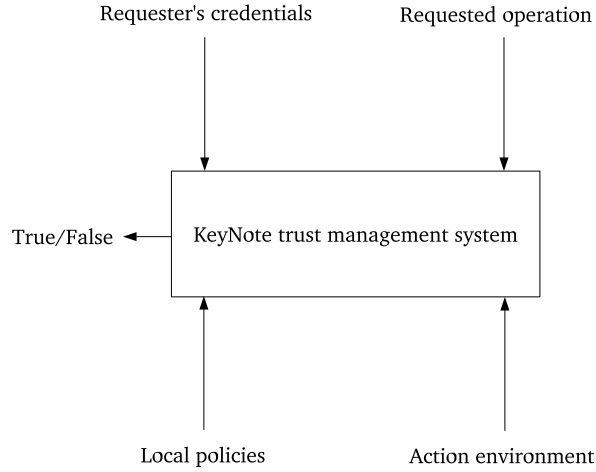 Requester's credentials
Requested operation
True/False
KeyNote trust management system
Local policies
Action environment